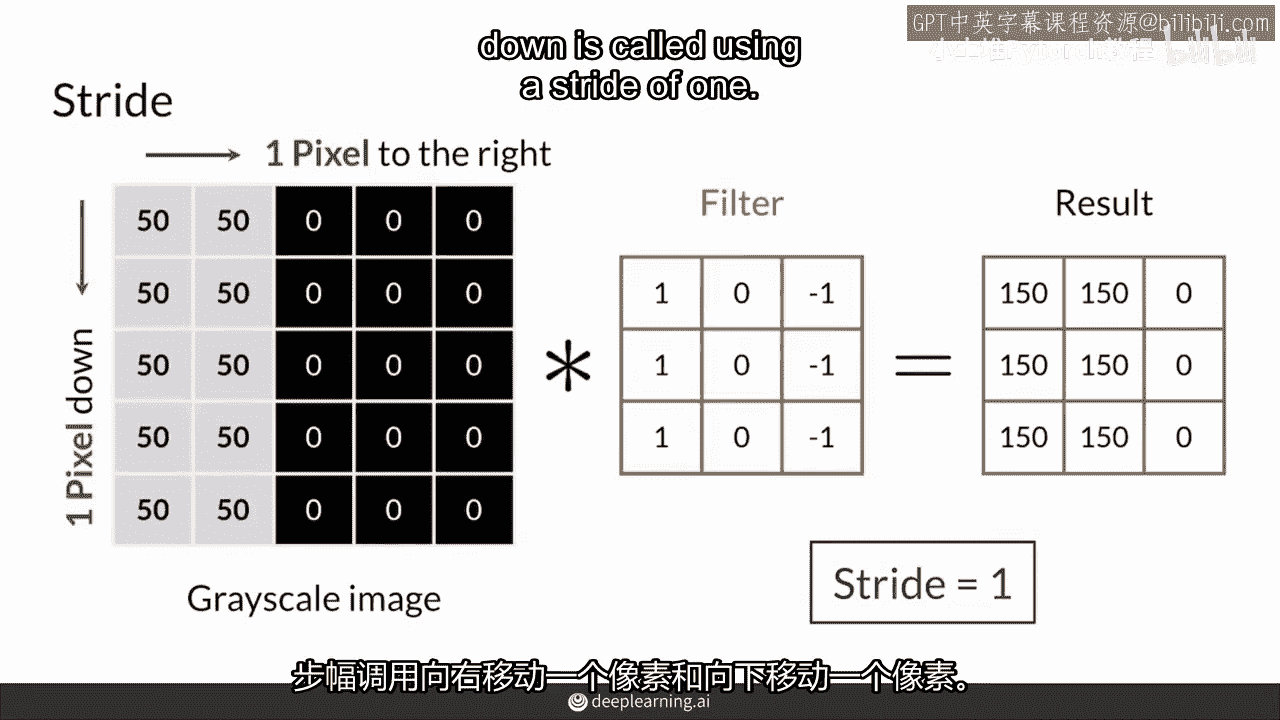 GPT中英字幕课程资源@bilibili.com
down is called using
a stride of one.
Stride
1 Pixel to the right
1 Pixel down
50 50 0 0 0
50 50 0 0 0
50 50 0 0 0
50 50 0 0 0
50 50 0 0 0
Grayscale image
*
Filter
1 0 -1
1 0 -1
1 0 -1
=
Result
150 150 0
150 150 0
150 150 0
Stride = 1
步幅调用向右移动一个像素和向下移动一个像素。
deeplearning.ai